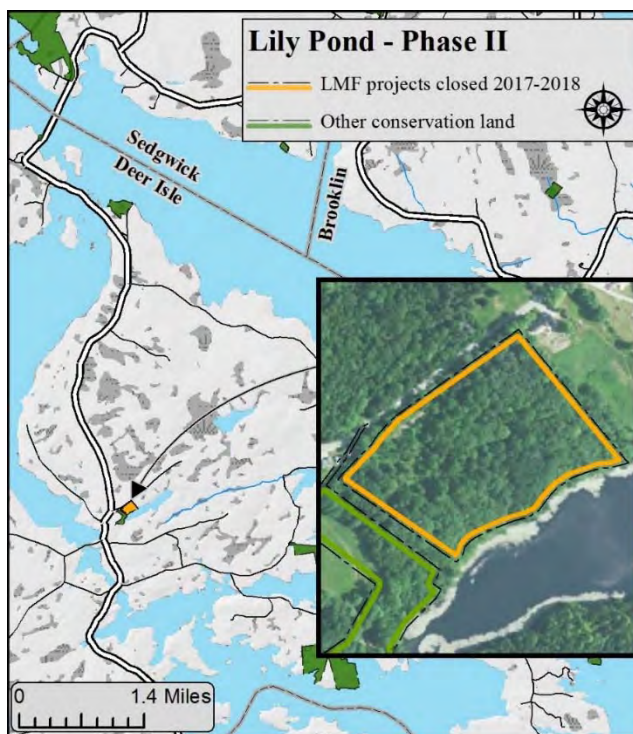 Lily Pond - Phase II
LMF projects closed 2017-2018
Other conservation land
Sedgwick
Deer Isle
Brooklin
0 1.4 Miles